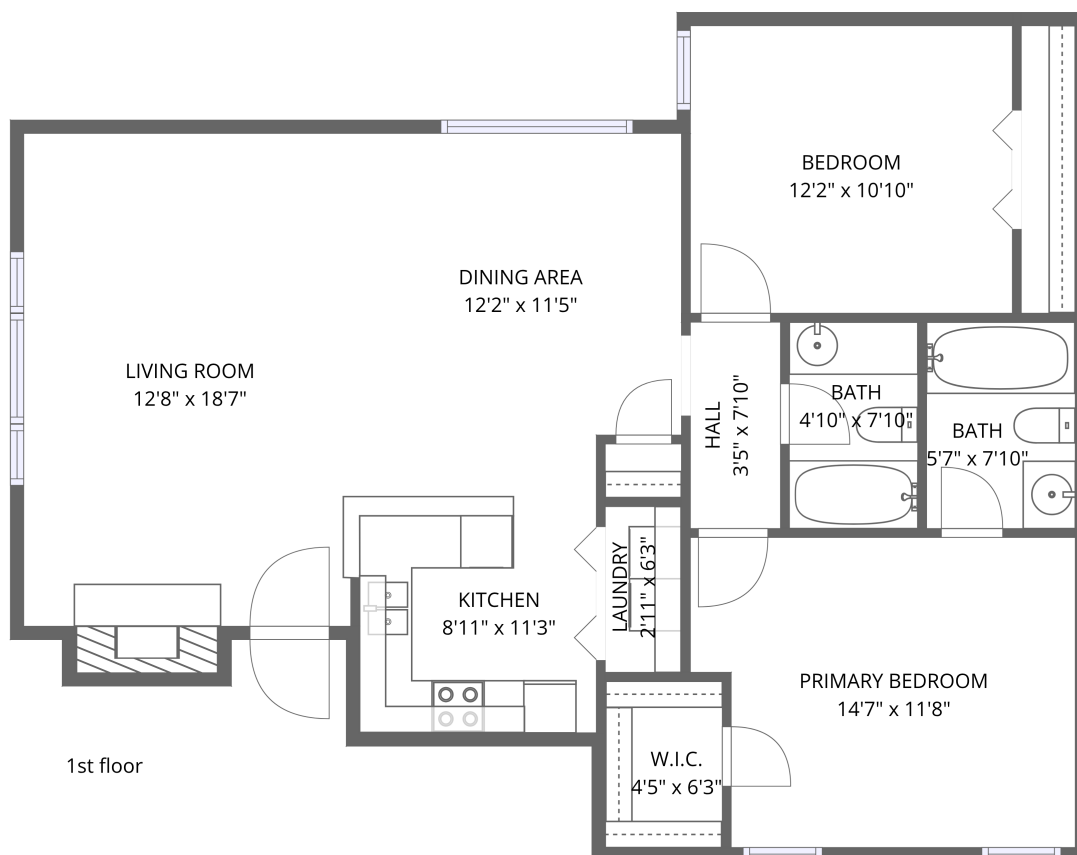 BEDROOM
12'2" x 10'10"
DINING AREA
12'2" x 11'5"
LIVING ROOM
12'8" x 18'7"
HALL
3'5" x 7'10"
BATH
4'10" x 7'10"
BATH
5'7" x 7'10"
LAUNDRY
2'11" x 6'3"
KITCHEN
8'11" x 11'3"
PRIMARY BEDROOM
14'7" x 11'8"
W.I.C.
4'5" x 6'3"
1st floor